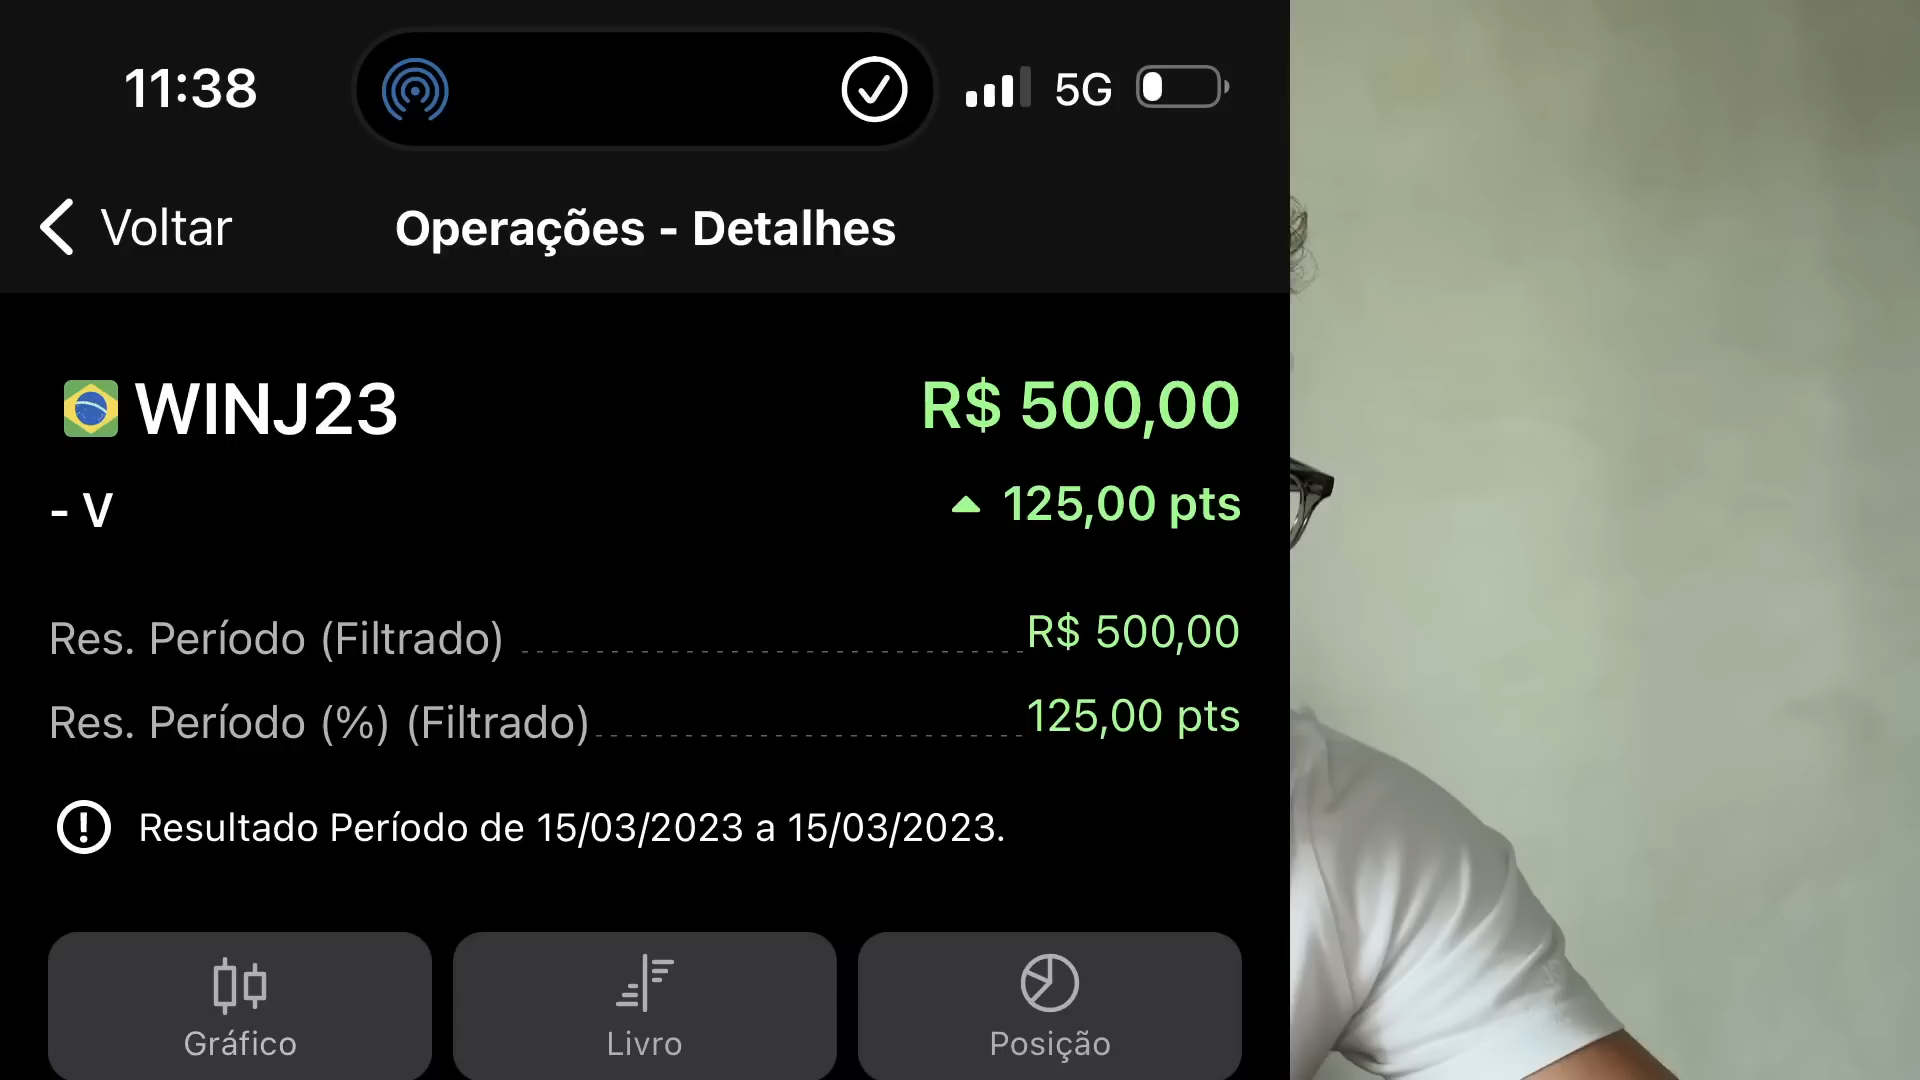 11:38
5G
Voltar
Operações - Detalhes
WINJ23
R$ 500,00
- V
125,00 pts
Res. Período (Filtrado)
R$ 500,00
Res. Período (%) (Filtrado)
125,00 pts
Resultado Período de 15/03/2023 a 15/03/2023.
Gráfico
Livro
Posição